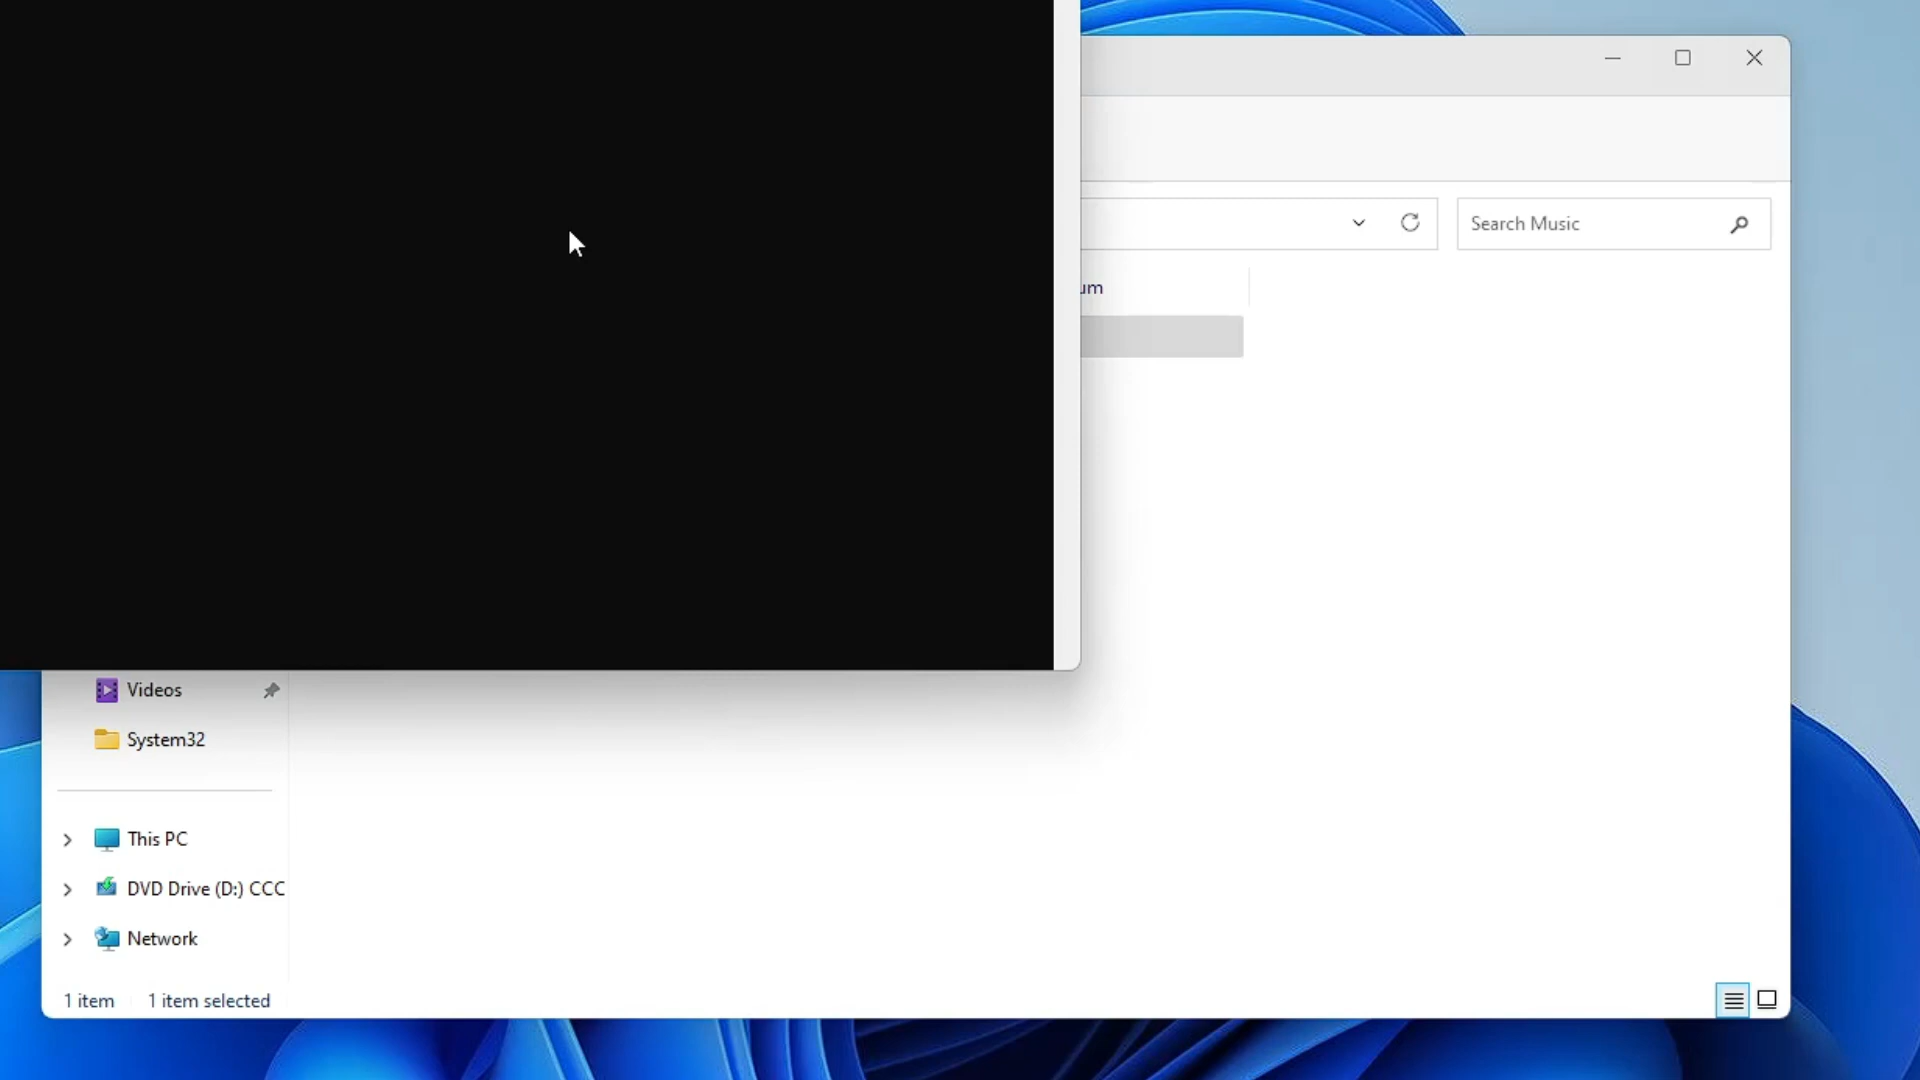 Search Music
um
Videos
System32
This PC
DVD Drive (D:) CCC
Network
1 item 1 item selected